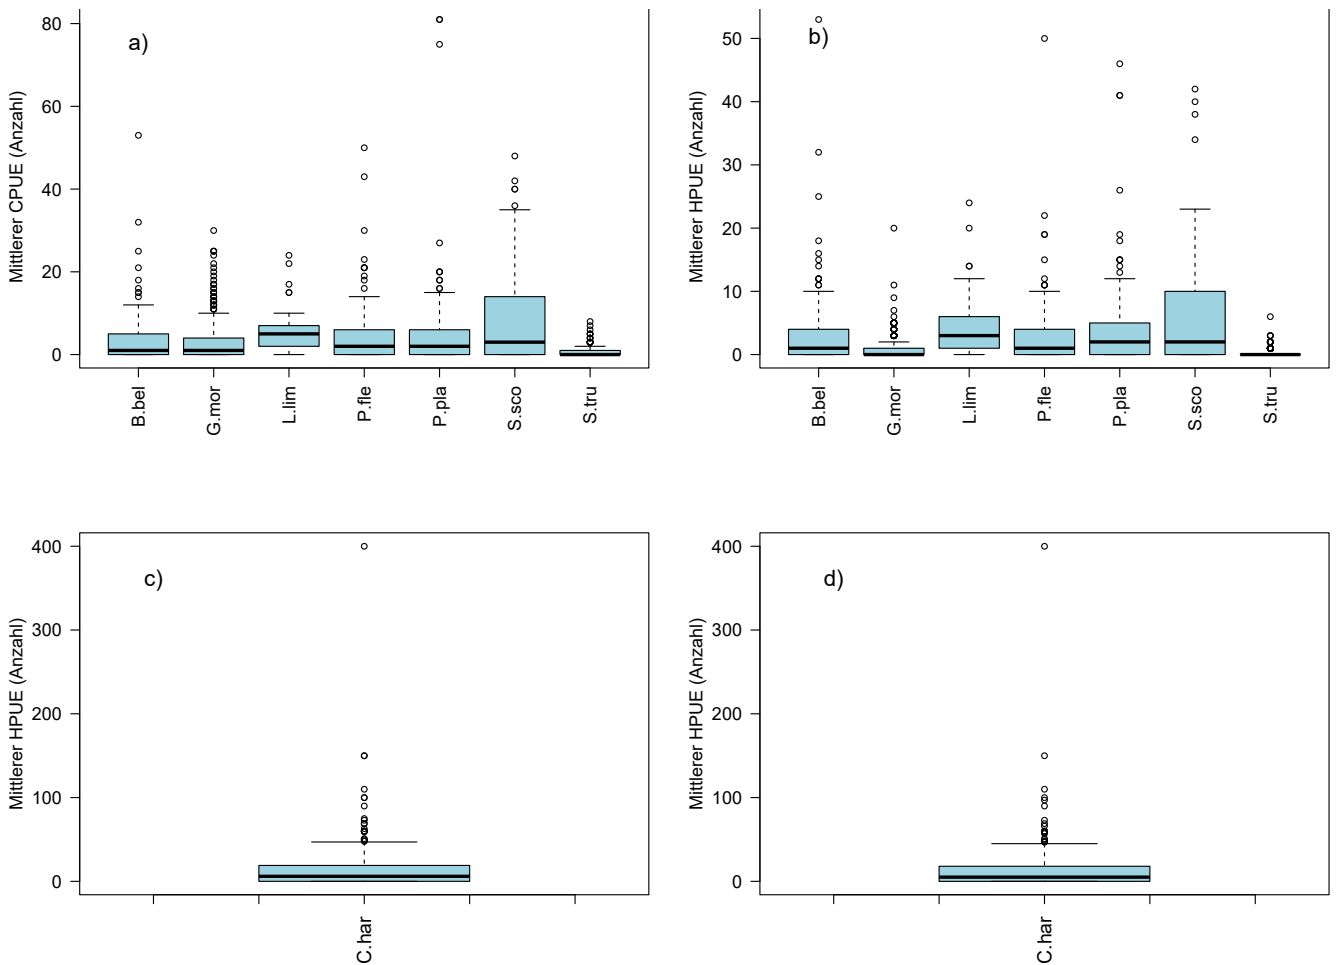 a)
Mittlerer CPUE (Anzahl)
80
60
40
20
0
B.bel
G.mor
L.lim
P.fle
P.pla
S.sco
S.tru
b)
Mittlerer HPUE (Anzahl)
50
40
30
20
10
0
B.bel
G.mor
L.lim
P.fle
P.pla
S.sco
S.tru
c)
Mittlerer HPUE (Anzahl)
400
300
200
100
0
C.har
d)
Mittlerer HPUE (Anzahl)
400
300
200
100
0
C.har